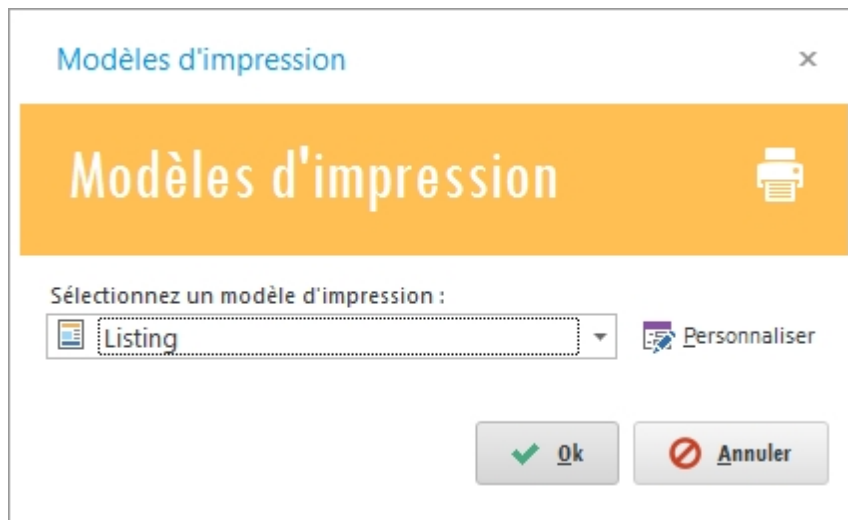 Modèles d'impression
Modèles d'impression
Sélectionnez un modèle d'impression :
Listing
Personnaliser
Ok
Annuler